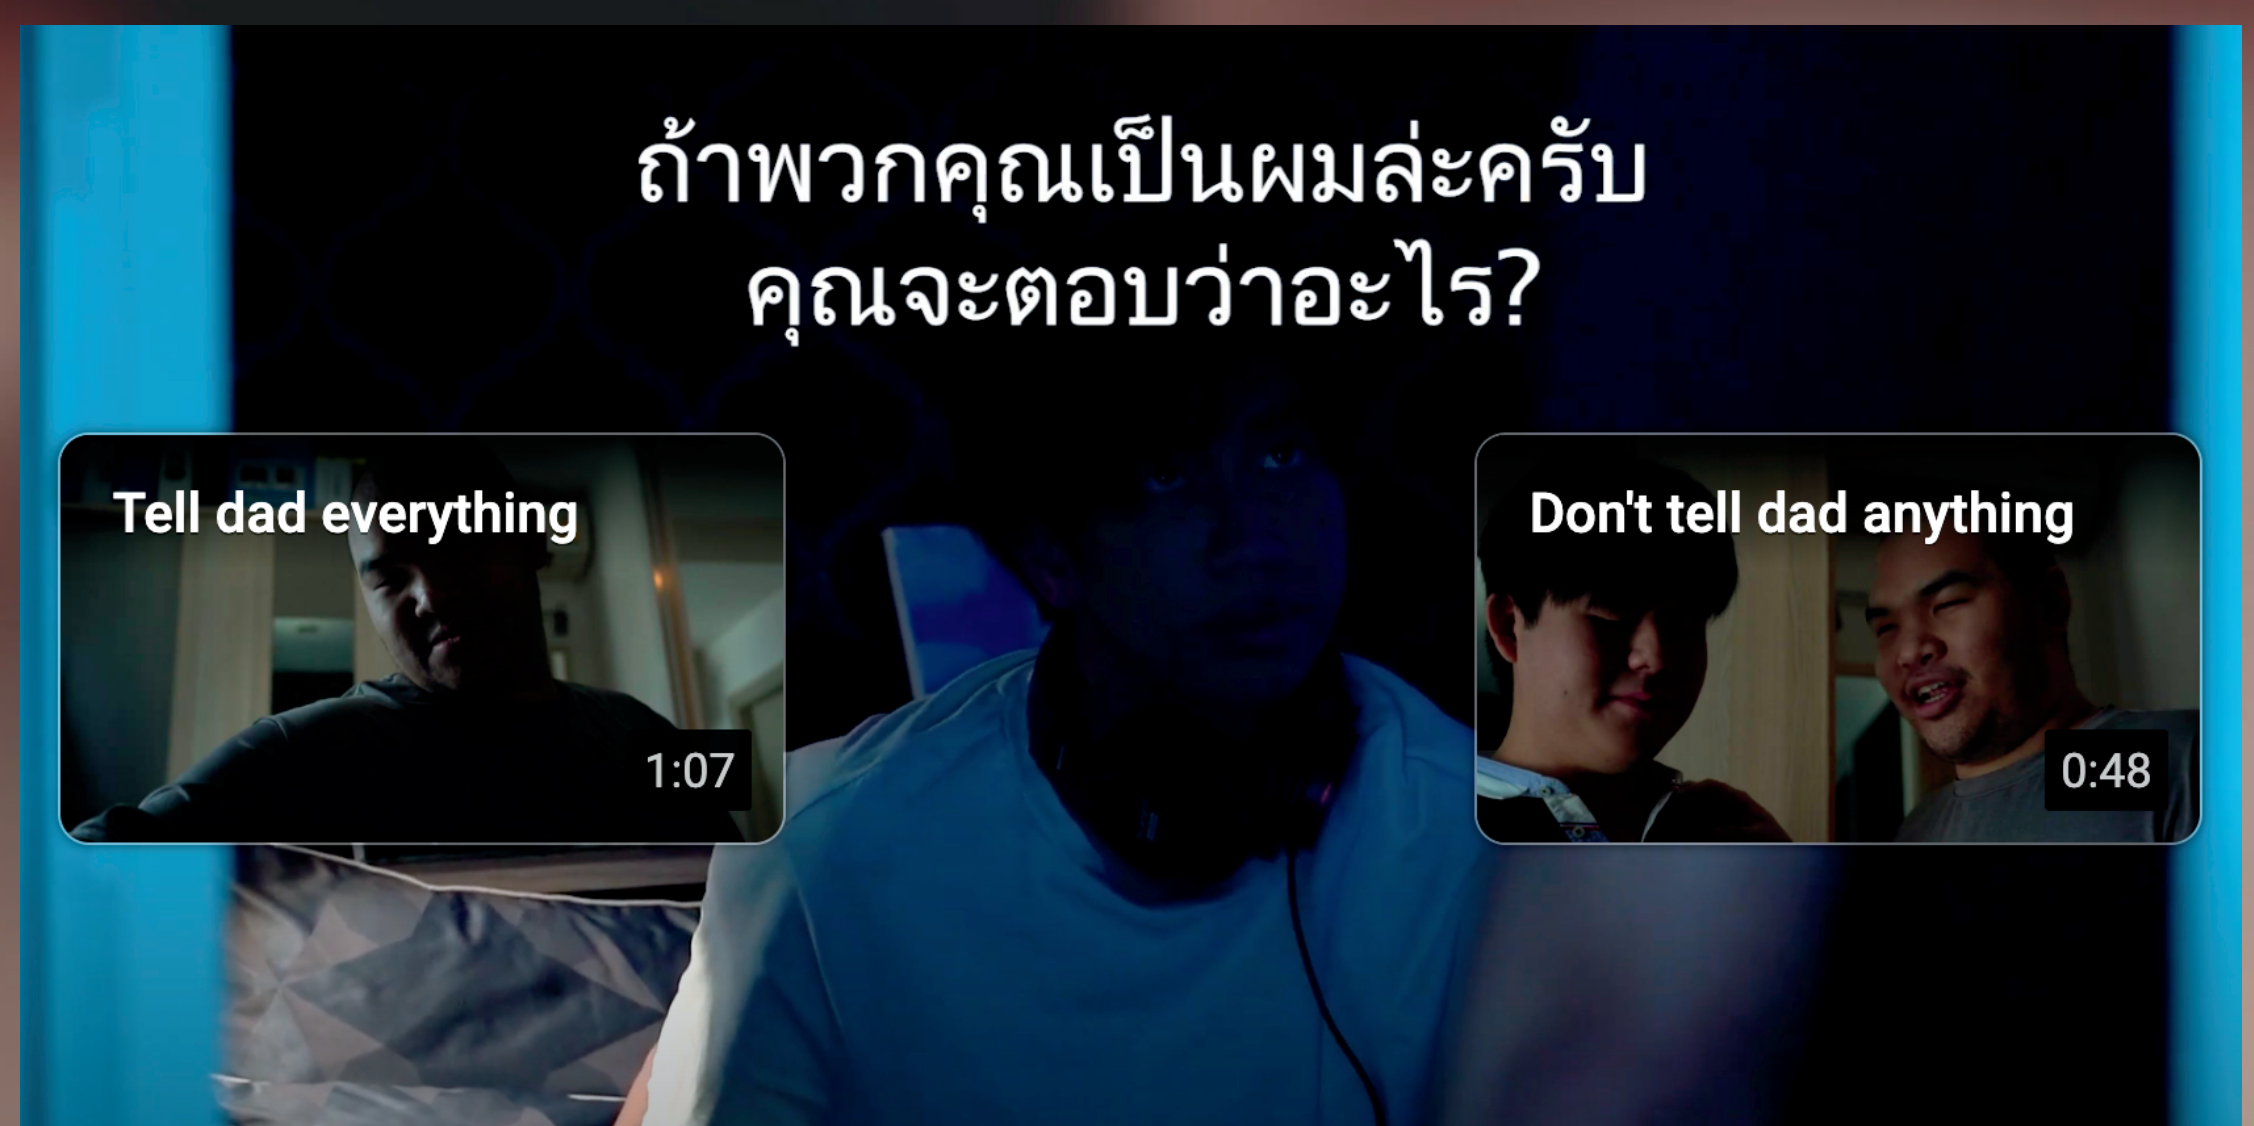 ถ้าพวกคุณเป็นผมล่ะครับ
คุณจะตอบว่าอะไร?
Tell dad everything
Don't tell dad anything
1:07
0:48